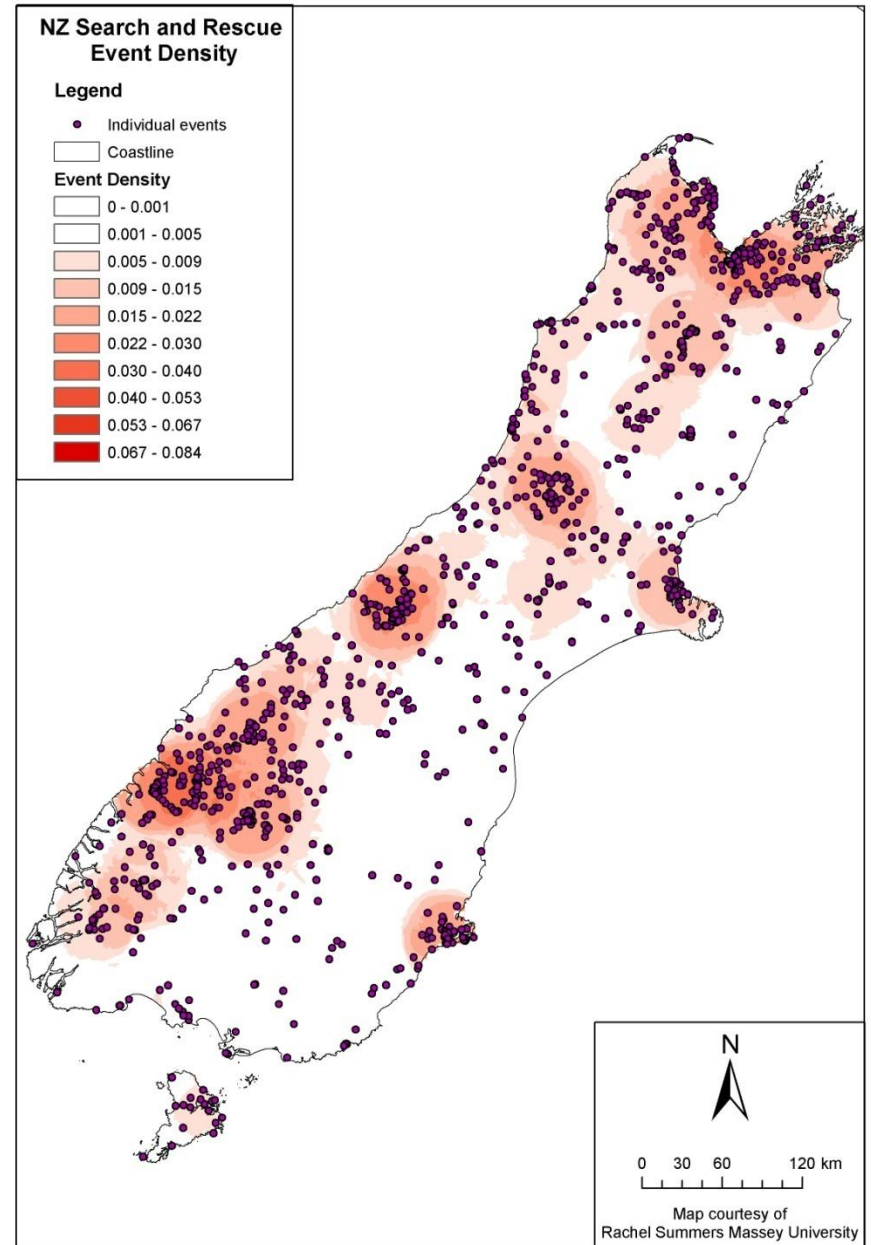 NZ Search and Rescue
Event Density
Legend
Individual events
Coastline
Event Density
0 - 0.001
0.001 - 0.005
0.005 - 0.009
0.009 - 0.015
0.015 - 0.022
0.022 - 0.030
0.030 - 0.040
0.040 - 0.053
0.053 - 0.067
0.067 - 0.084
N
0 30 60 120 km
Map courtesy of
Rachel Summers Massey University